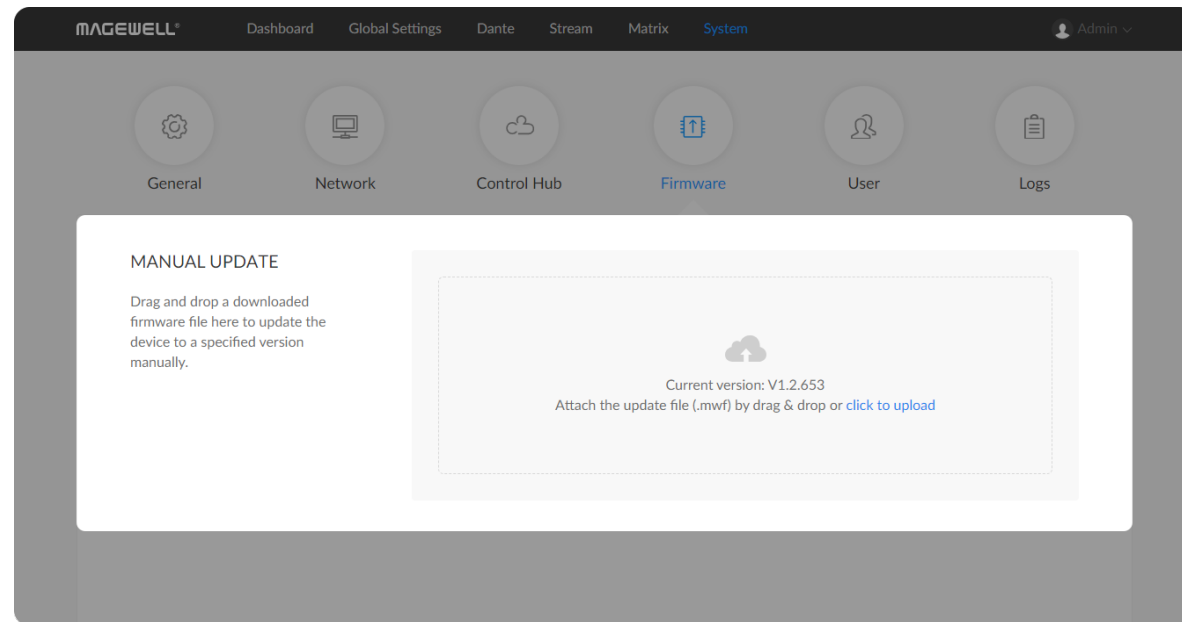 MAGEWELL®
Dashboard Global Settings Dante Stream Matrix System Admin
General Network Control Hub Firmware User Logs
MANUAL UPDATE
Drag and drop a downloaded
firmware file here to update the
device to a specified version
manually.
Current version: V1.2.653
Attach the update file (.mwf) by drag & drop or click to upload